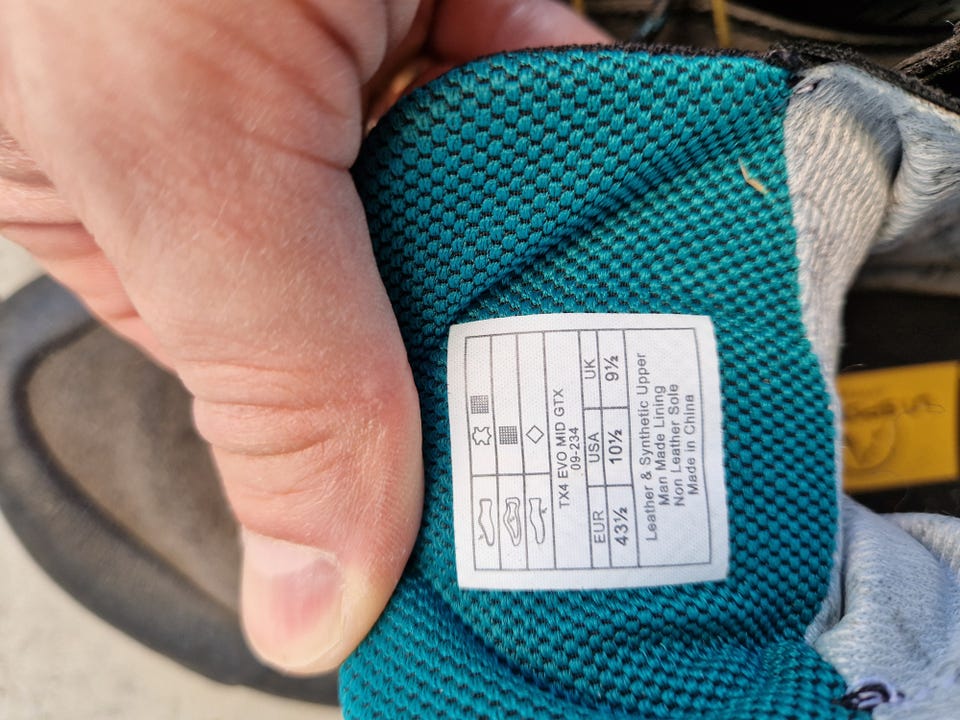 TX4 EVO MID GTX
09-234
EUR USA UK
43½ 10½ 9½
Leather & Synthetic Upper
Man Made Lining
Non Leather Sole
Made in China